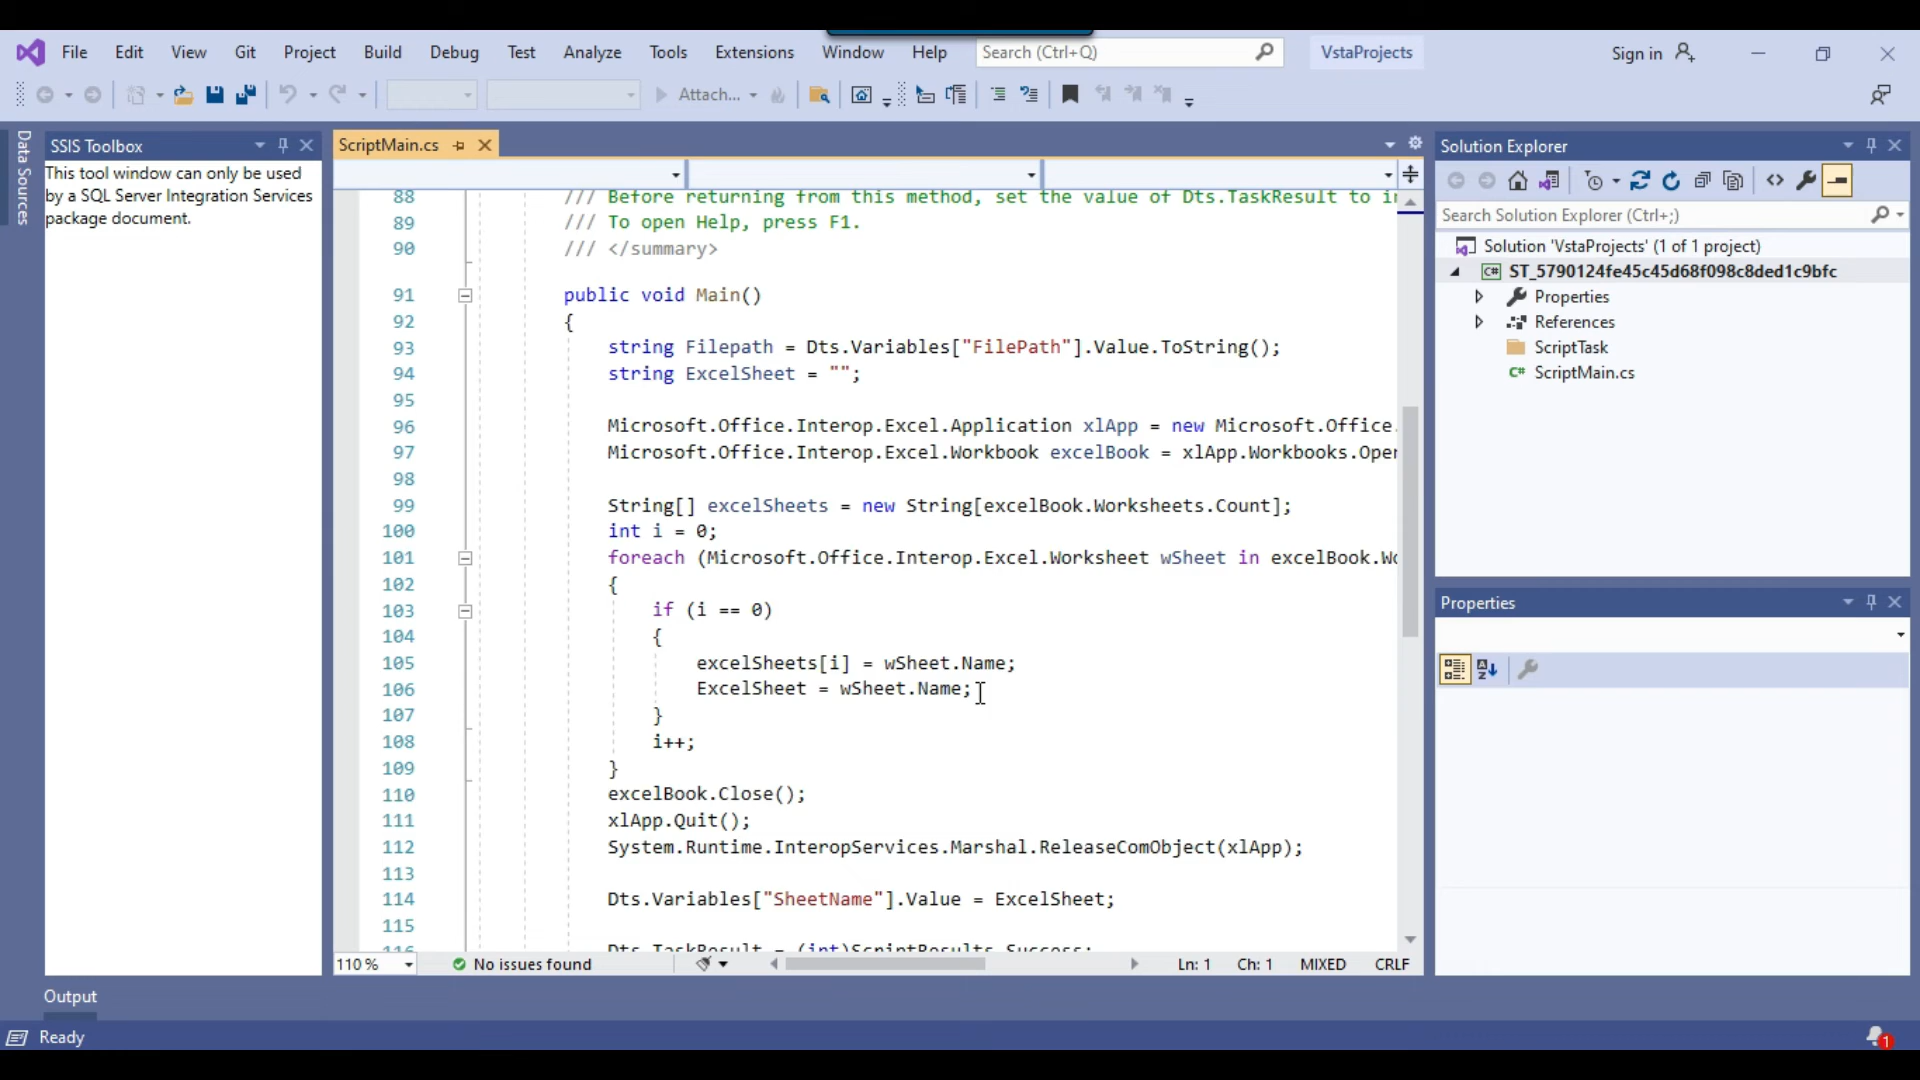 File Edit View Git Project Build Debug Test Analyze Tools Extensions Window Help Search (Ctrl+Q) VstaProjects Sign in
Attach...
Data Sources
SSIS Toolbox
This tool window can only be used
by a SQL Server Integration Services
package document.
ScriptMain.cs
88 /// Before returning from this method, set the value of Dts.TaskResult to
89 /// To open Help, press F1.
90 /// </summary>
91 public void Main()
92 {
93 string Filepath = Dts.Variables["FilePath"].Value.ToString();
94 string ExcelSheet = "";
95
96 Microsoft.Office.Interop.Excel.Application xlApp = new Microsoft.Office.
97 Microsoft.Office.Interop.Excel.Workbook excelBook = xlApp.Workbooks.
98
99 String[] excelSheets = new String[excelBook.Worksheets.Count];
100 int i = 0;
101 foreach (Microsoft.Office.Interop.Excel.Worksheet wSheet in excelBook.
102 {
103 if (i == 0)
104 {
105 excelSheets[i] = wSheet.Name;
106 ExcelSheet = wSheet.Name;
107 }
108 i++;
109 }
110 excelBook.Close();
111 xlApp.Quit();
112 System.Runtime.InteropServices.Marshal.ReleaseComObject(xlApp);
113
114 Dts.Variables["SheetName"].Value = ExcelSheet;
115
116 Dts.TaskResult = (int)ScriptResults.Success;
110 % No issues found Ln: 1 Ch: 1 MIXED CRLF
Solution Explorer
Search Solution Explorer (Ctrl+;)
Solution 'VstaProjects' (1 of 1 project)
C# ST_5790124fe45c45d68f098c8ded1c9bfc
Properties
References
ScriptTask
C# ScriptMain.cs
Properties
Output
Ready
1